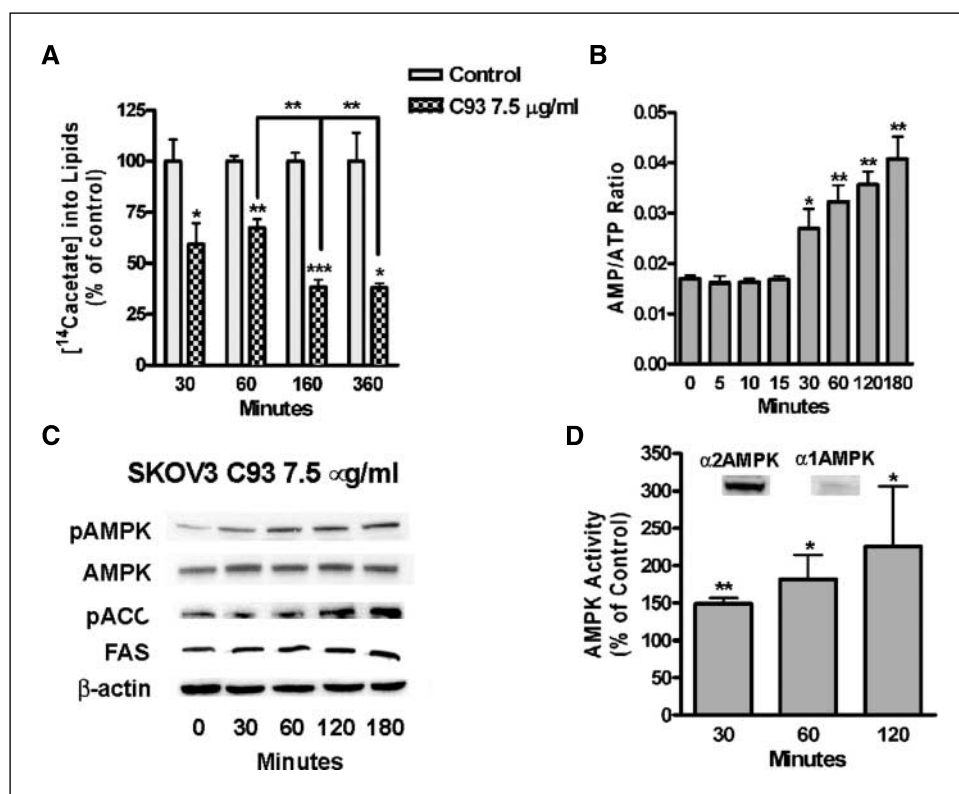 A
Control
C93 7.5 µg/ml
125
100
75
50
25
0
[¹⁴Cacetate] into Lipids
(% of control)
*
**
***
*
**
**
30 60 160 360
Minutes
B
0.05
0.04
0.03
0.02
0.01
0.00
AMP/ATP Ratio
*
**
**
**
0 5 10 15 30 60 120 180
Minutes
C
SKOV3 C93 7.5 ∝g/ml
pAMPK
AMPK
pACC
FAS
β-actin
0 30 60 120 180
Minutes
D
α2AMPK α1AMPK
350
300
250
200
150
100
50
0
AMPK Activity
(% of Control)
**
*
*
30 60 120
Minutes